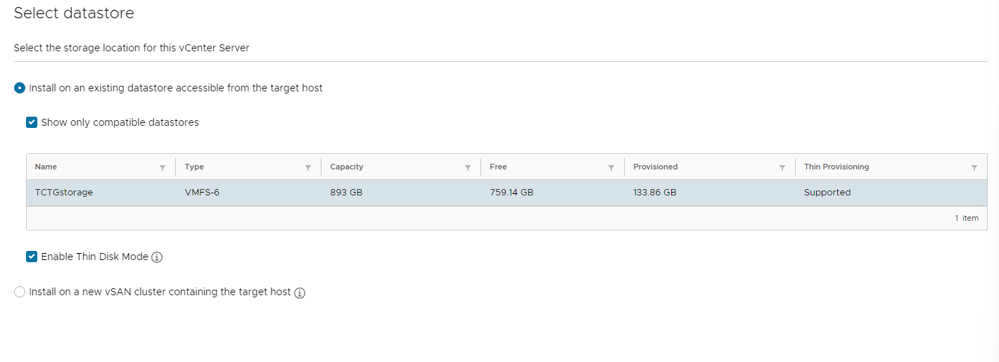 Select datastore
Select the storage location for this vCenter Server
Install on an existing datastore accessible from the target host
Show only compatible datastores
Name Type Capacity Free Provisioned Thin Provisioning
TCTGstorage VMFS-6 893 GB 759.14 GB 133.86 GB Supported
1 item
Enable Thin Disk Mode
Install on a new vSAN cluster containing the target host